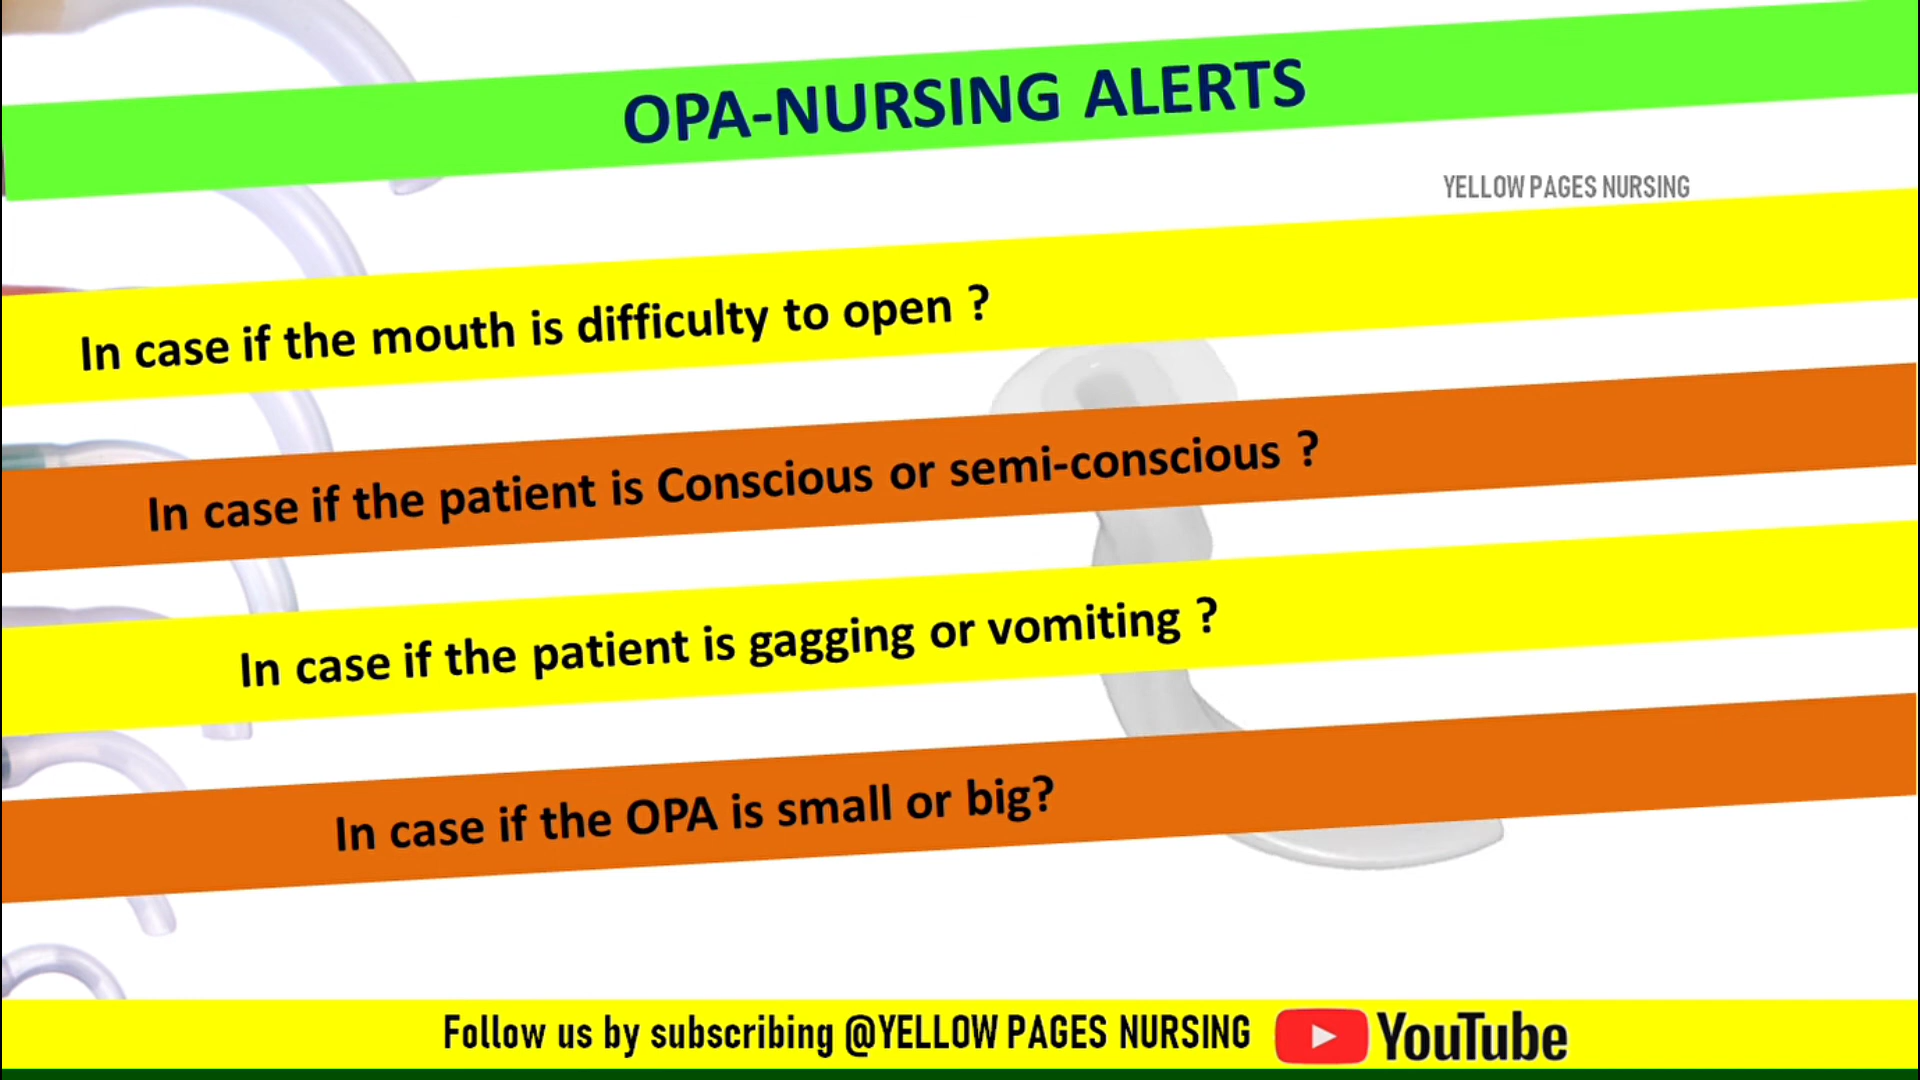 OPA-NURSING ALERTS
YELLOW PAGES NURSING
In case if the mouth is difficulty to open ?
In case if the patient is Conscious or semi-conscious ?
In case if the patient is gagging or vomiting ?
In case if the OPA is small or big?
Follow us by subscribing @YELLOW PAGES NURSING YouTube